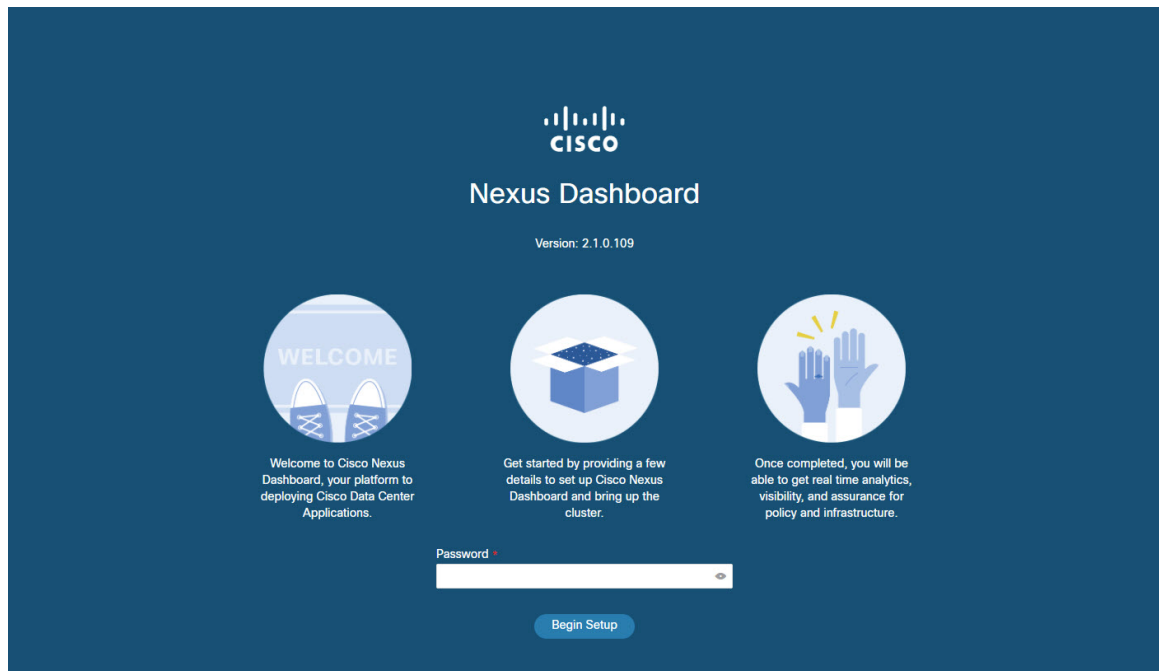 CISCO
Nexus Dashboard
Version: 2.1.0.109
WELCOME
Welcome to Cisco Nexus
Dashboard, your platform to
deploying Cisco Data Center
Applications.
Get started by providing a few
details to set up Cisco Nexus
Dashboard and bring up the
cluster.
Once completed, you will be
able to get real time analytics,
visibility, and assurance for
policy and infrastructure.
Password *
Begin Setup